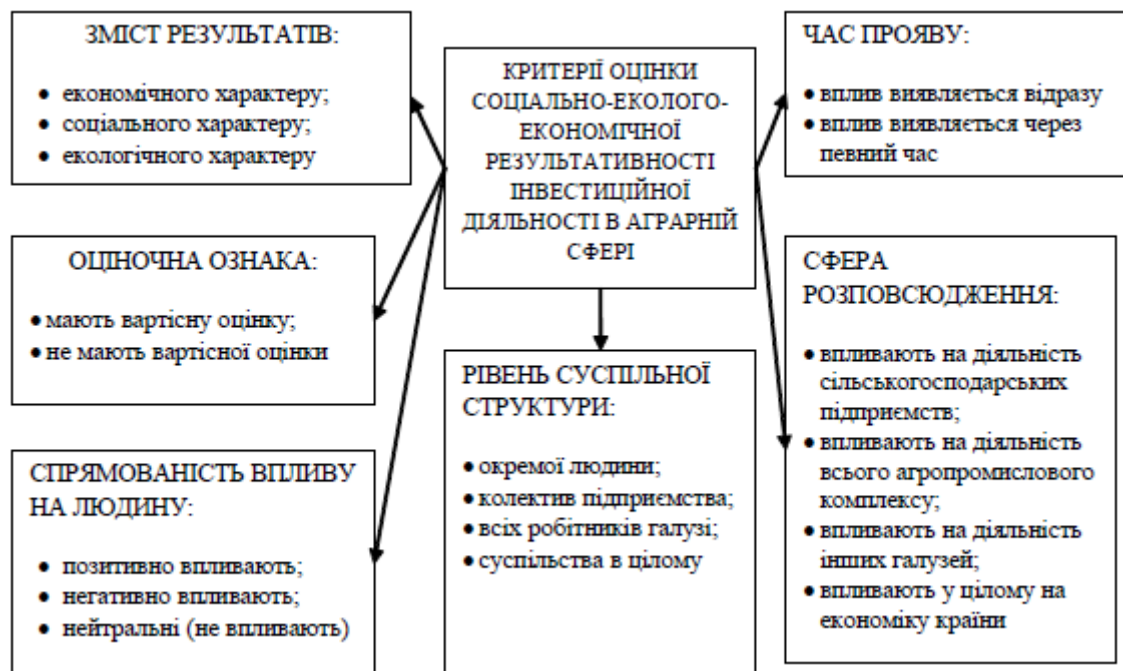 ЗМІСТ РЕЗУЛЬТАТІВ:
• економічного характеру;
• соціального характеру;
• екологічного характеру
КРИТЕРІЇ ОЦІНКИ
СОЦІАЛЬНО-ЕКОЛОГО-
ЕКОНОМІЧНОЇ
РЕЗУЛЬТАТИВНОСТІ
ІНВЕСТИЦІЙНОЇ
ДІЯЛЬНОСТІ В АГРАРНІЙ
СФЕРІ
ЧАС ПРОЯВУ:
• вплив виявляється відразу
• вплив виявляється через
певний час
ОЦІНОЧНА ОЗНАКА:
• мають вартісну оцінку;
• не мають вартісної оцінки
СФЕРА
РОЗПОВСЮДЖЕННЯ:
• впливають на діяльність
сільськогосподарських
підприємств;
• впливають на діяльність
всього агропромислового
комплексу;
• впливають на діяльність
інших галузей;
• впливають у цілому на
економіку країни
СПРЯМОВАНІСТЬ ВПЛИВУ
НА ЛЮДИНУ:
• позитивно впливають;
• негативно впливають;
• нейтральні (не впливають)
РІВЕНЬ СУСПІЛЬНОЇ
СТРУКТУРИ:
• окремої людини;
• колектив підприємства;
• всіх робітників галузі;
• суспільства в цілому